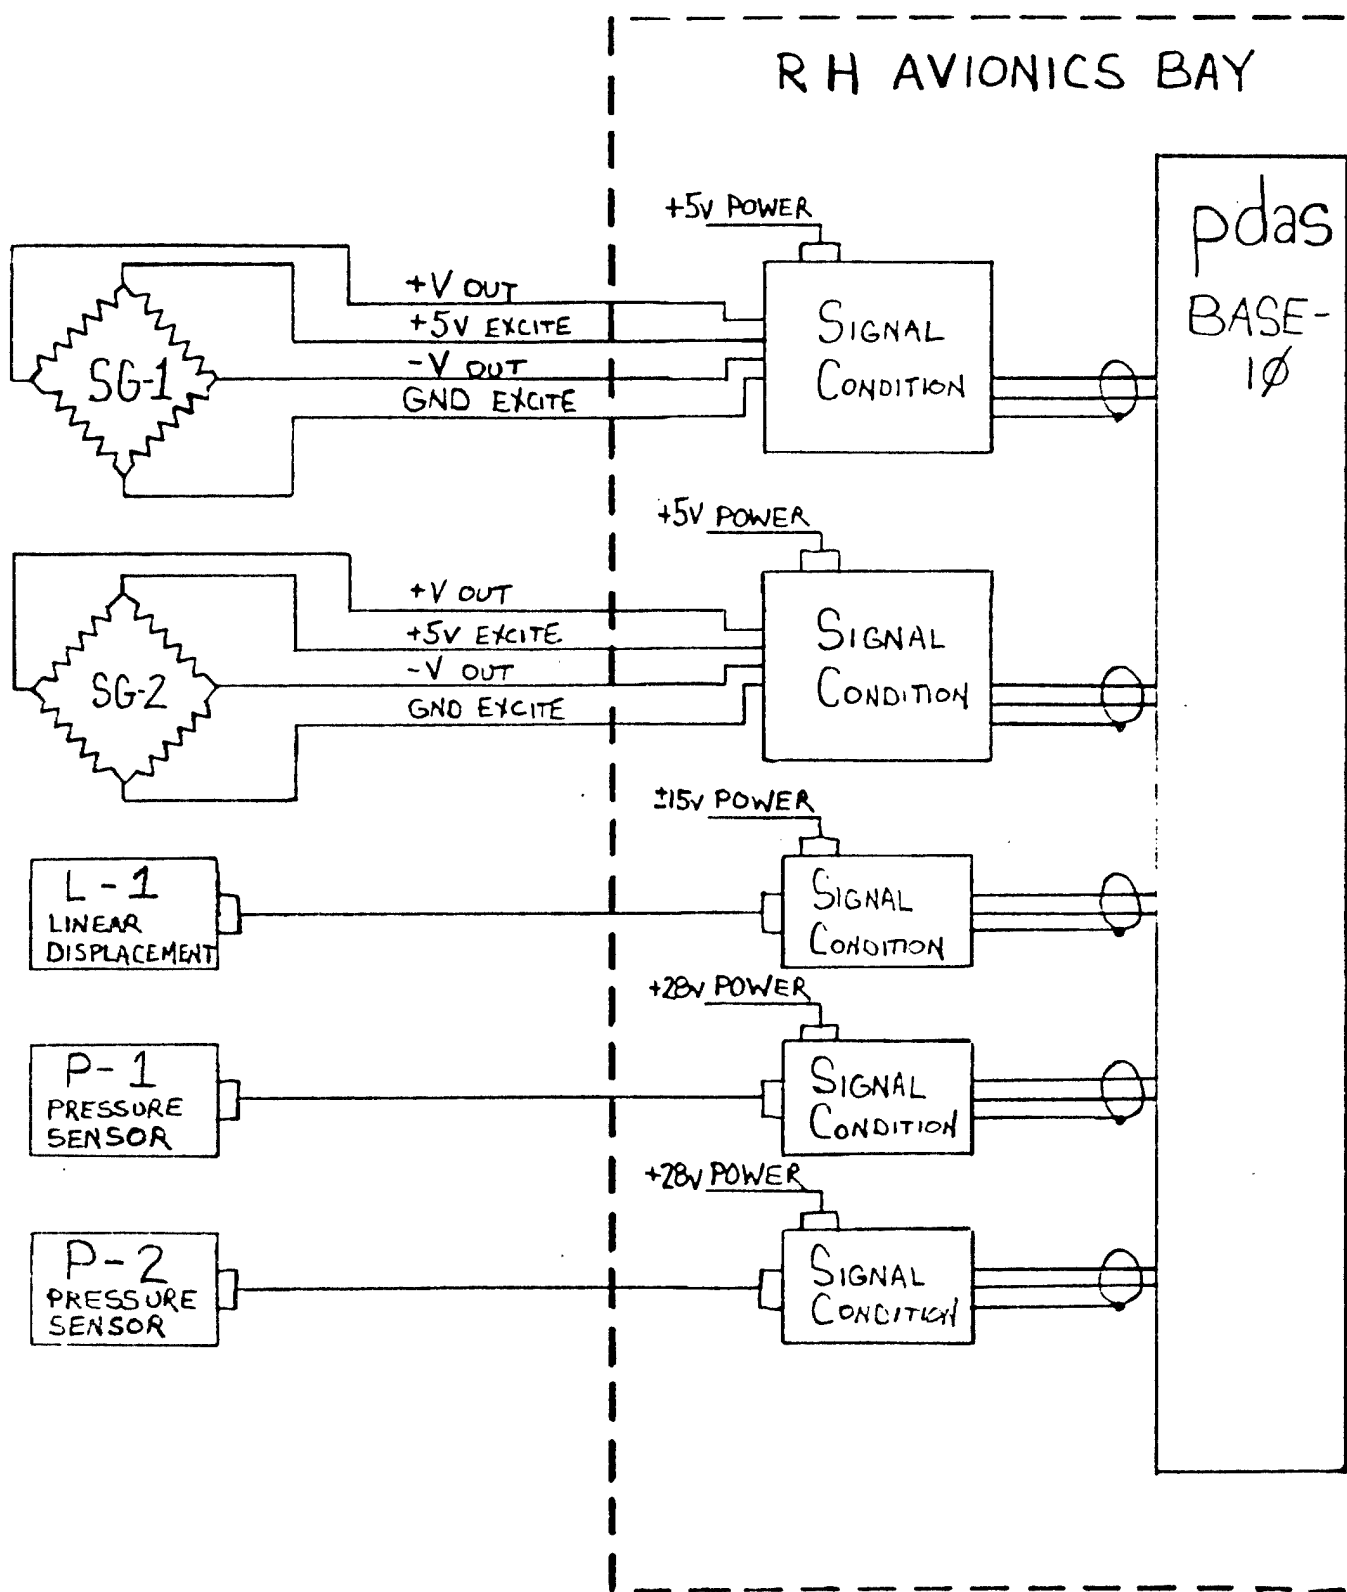 RH AVIONICS BAY
pdas
BASE-
1Ø
+5V POWER
+V OUT
+5V EXCITE
-V OUT
GND EXCITE
SG-1
SIGNAL
CONDITION
+5V POWER
+V OUT
+5V EXCITE
-V OUT
GND EXCITE
SG-2
SIGNAL
CONDITION
±15V POWER
L-1
LINEAR
DISPLACEMENT
SIGNAL
CONDITION
+28V POWER
P-1
PRESSURE
SENSOR
SIGNAL
CONDITION
+28V POWER
P-2
PRESSURE
SENSOR
SIGNAL
CONDITION